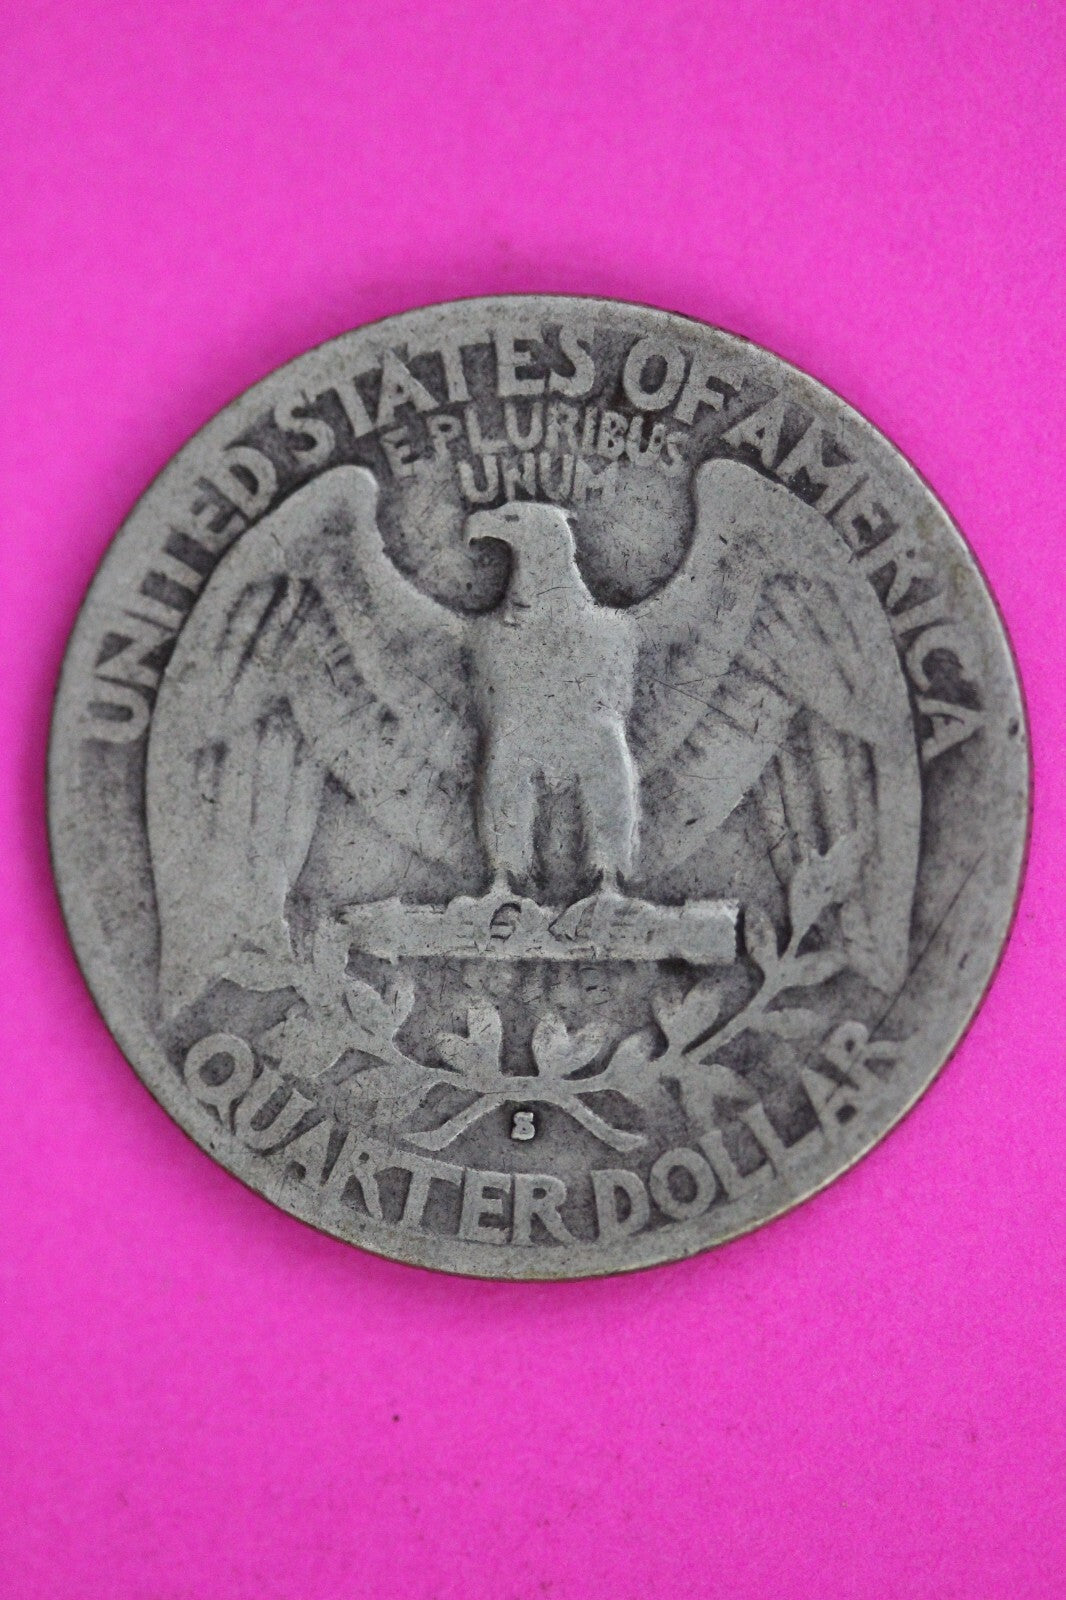 UNITED STATES OF AMERICA
E PLURIBUS
UNUM
S
QUARTER DOLLAR